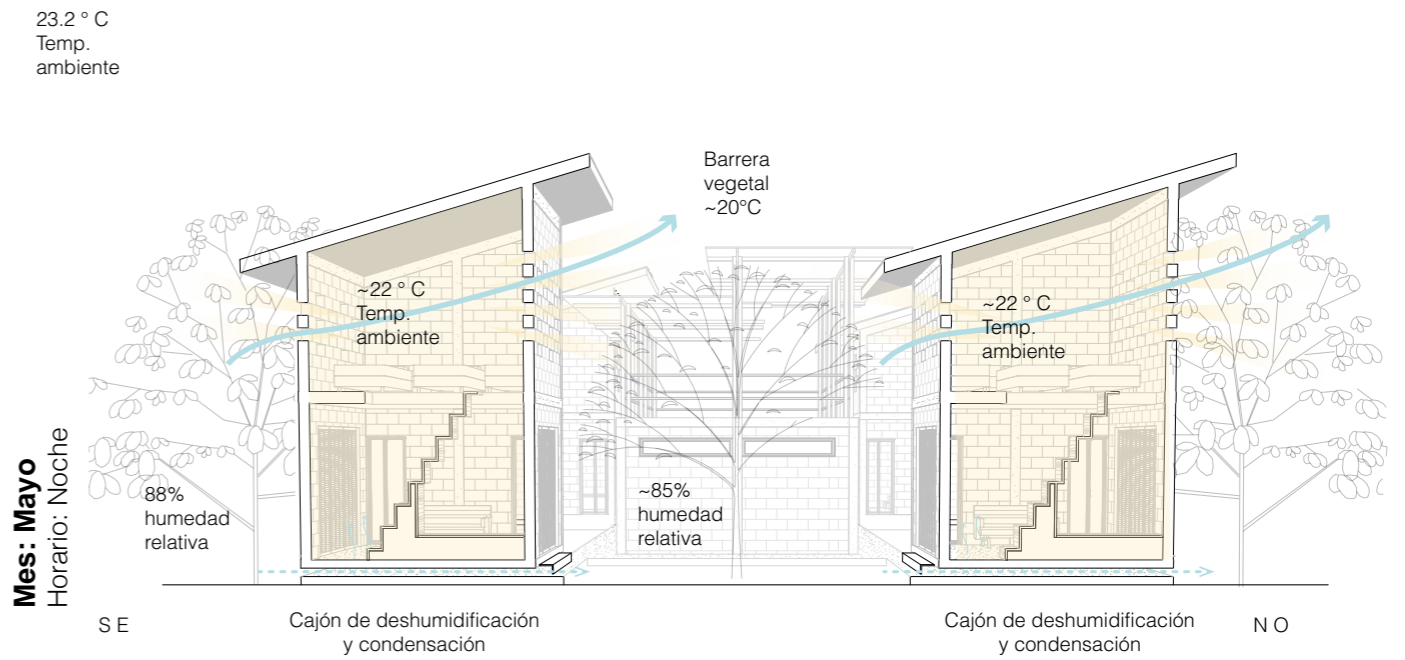 23.2 ° C
Temp.
ambiente
Barrera
vegetal
~20°C
~22 ° C
Temp.
ambiente
~22 ° C
Temp.
ambiente
88%
humedad
relativa
~85%
humedad
relativa
Mes: Mayo
Horario: Noche
S E
Cajón de deshumidificación
y condensación
Cajón de deshumidificación
y condensación
N O